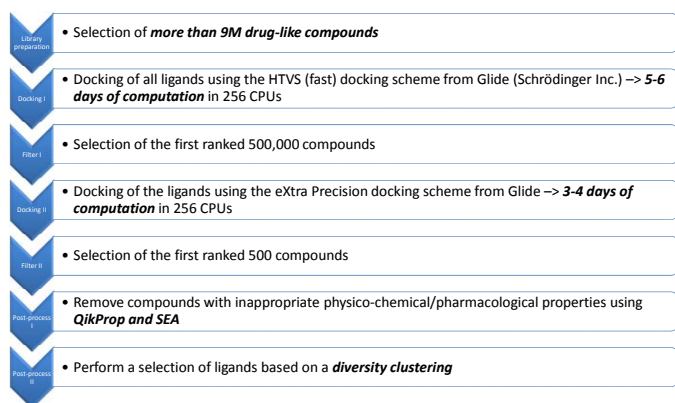 Library
preparation
• Selection of more than 9M drug-like compounds
Docking I
• Docking of all ligands using the HTVS (fast) docking scheme from Glide (Schrödinger Inc.) –> 5-6
days of computation in 256 CPUs
Filter I
• Selection of the first ranked 500,000 compounds
Docking II
• Docking of the ligands using the eXtra Precision docking scheme from Glide –> 3-4 days of
computation in 256 CPUs
Filter II
• Selection of the first ranked 500 compounds
Post-process
I
• Remove compounds with inappropriate physico-chemical/pharmacological properties using
QikProp and SEA
Post-process
II
• Perform a selection of ligands based on a diversity clustering